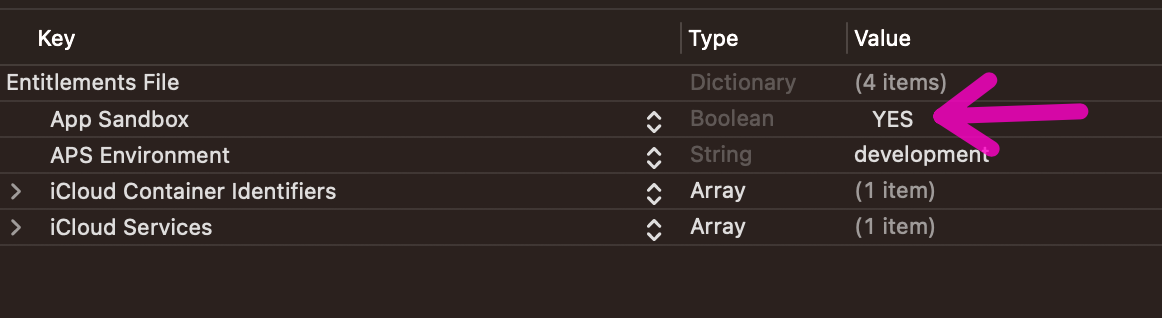 Key Type Value
Entitlements File Dictionary (4 items)
App Sandbox Boolean YES
APS Environment String development
iCloud Container Identifiers Array (1 item)
iCloud Services Array (1 item)